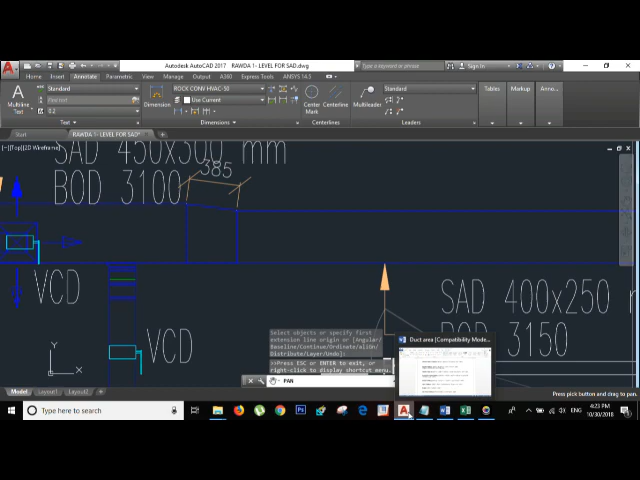 Autodesk AutoCAD 2017 RAWDA 1- LEVEL FOR SAD.dwg
Type a keyword or phrase
Sign In
Home Insert Annotate Parametric View Manage Output A360 Express Tools ANSYS 14.5
Multiline Text
Standard
Find text
0.2
Text
Dimension
ROCK CONV HVAC-50
Use Current
Dimensions
Center Mark
Centerline
Centerlines
Multileader
Standard
Leaders
Tables
Markup
Anno...
Start RAWDA 1- LEVEL FOR SAD*
[−][Top][2D Wireframe]
SAD 450x300 mm
BOD 3100
385
VCD
VCD
SAD 400x250
BOD 3150
Y
X
Select objects or specify first
extension line origin or [Angular/
Baseline/Continue/Ordinate/aliGn/
Distribute/Layer/Undo]:
>>Press ESC or ENTER to exit, or
right-click to display shortcut menu.
PAN
Duct area [Compatibility Mode...
Model Layout1 Layout2
Press pick button and drag to pan.
Type here to search
ENG
4:23 PM
10/30/2018